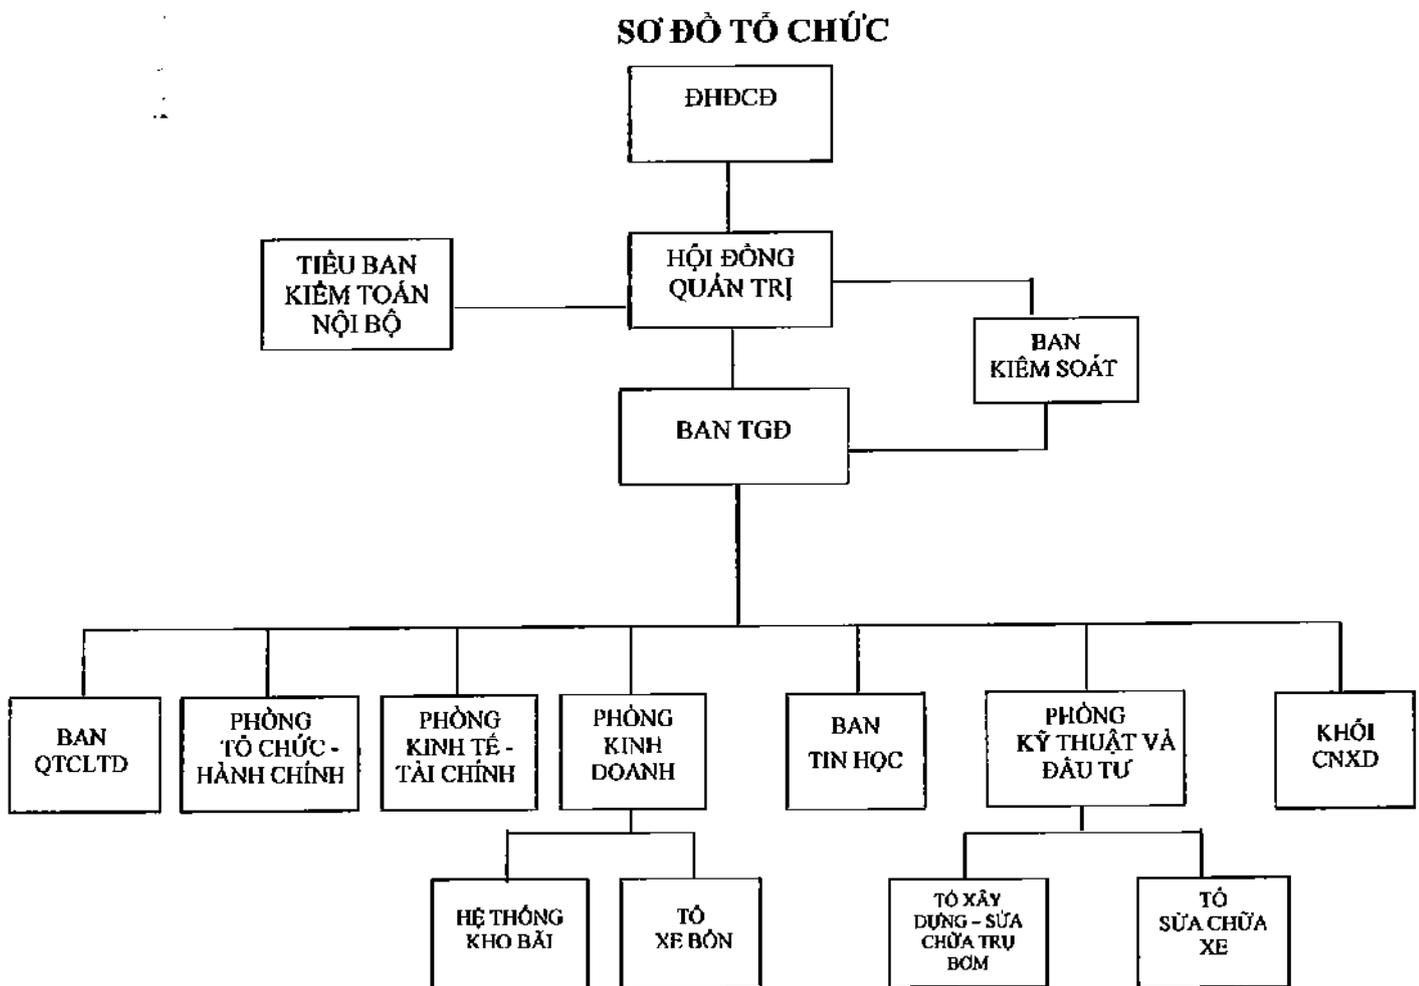 SƠ ĐỒ TỔ CHỨC
ĐHĐCĐ
HỘI ĐỒNG
QUẢN TRỊ
TIỂU BAN
KIỂM TOÁN
NỘI BỘ
BAN
KIỂM SOÁT
BAN TGĐ
BAN
QTCLTD
PHÒNG
TỔ CHỨC -
HÀNH CHÍNH
PHÒNG
KINH TẾ -
TÀI CHÍNH
PHÒNG
KINH
DOANH
BAN
TIN HỌC
PHÒNG
KỸ THUẬT VÀ
ĐẦU TƯ
KHỐI
CNXD
HỆ THỐNG
KHO BÃI
TỔ
XE BỒN
TỔ XÂY
DỰNG – SỬA
CHỮA TRỤ
BƠM
TỔ
SỬA CHỮA
XE